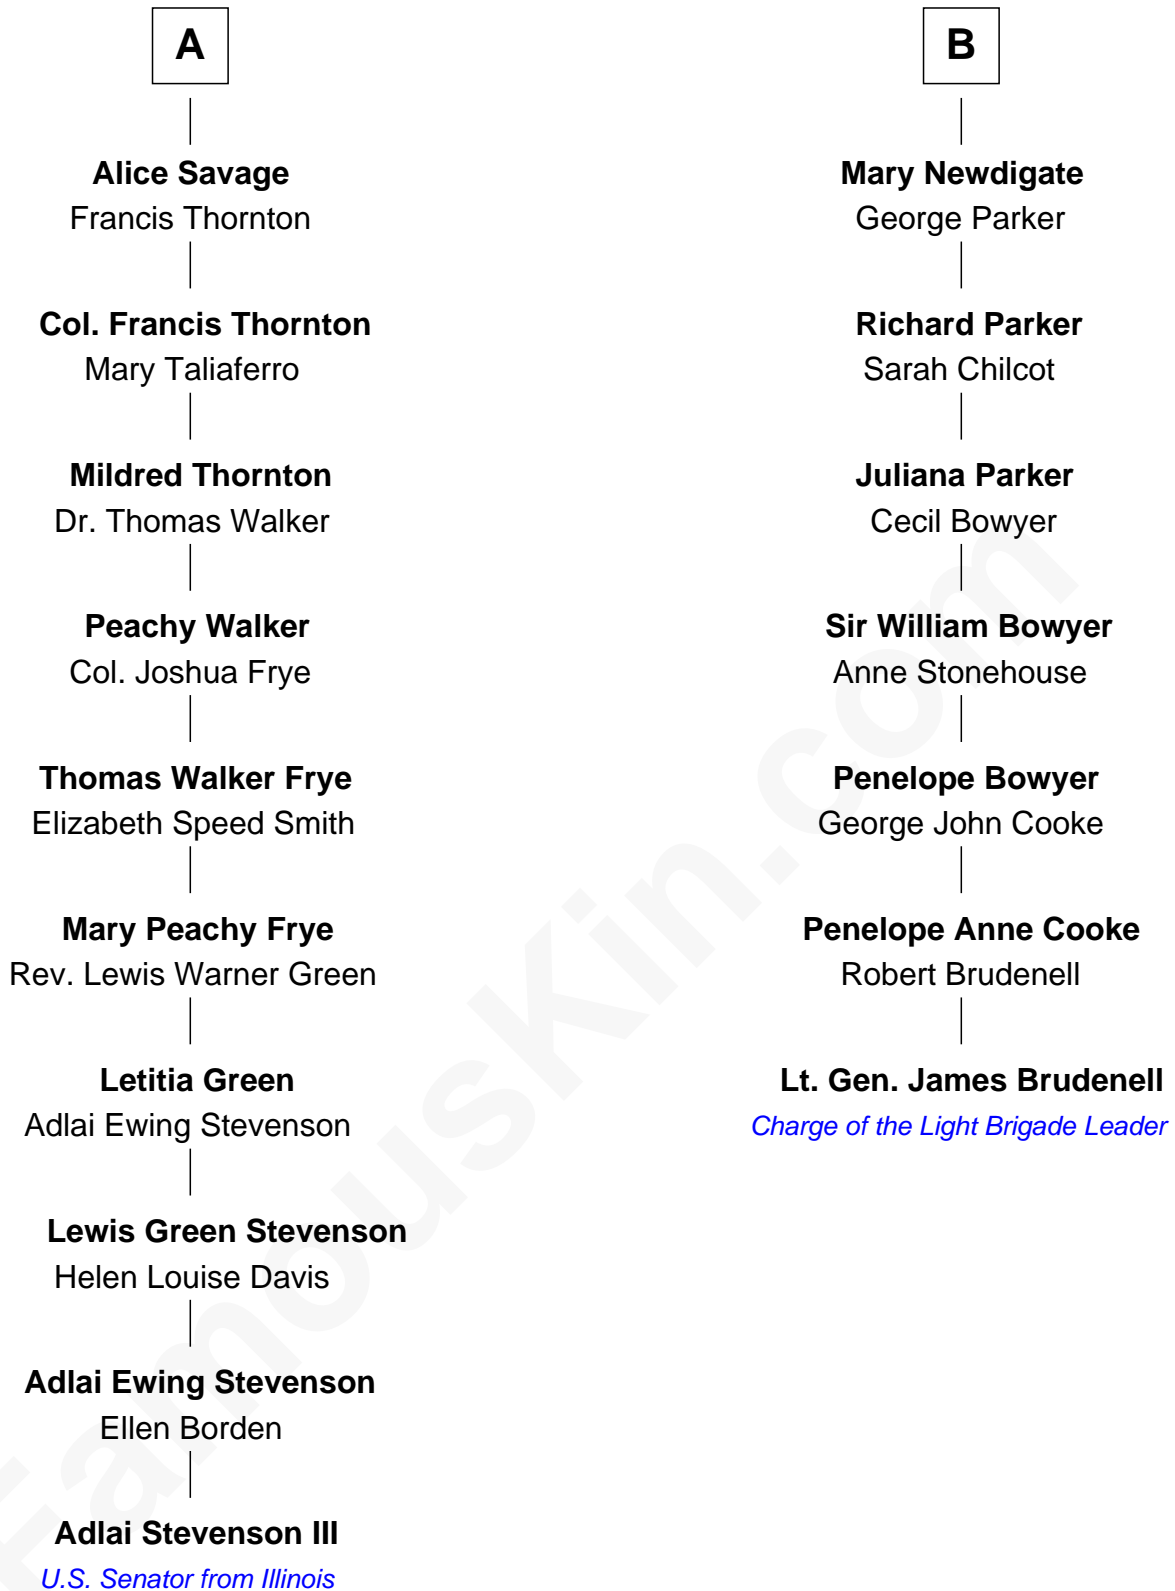 A
Alice Savage
Francis Thornton
Col. Francis Thornton
Mary Taliaferro
Mildred Thornton
Dr. Thomas Walker
Peachy Walker
Col. Joshua Frye
Thomas Walker Frye
Elizabeth Speed Smith
Mary Peachy Frye
Rev. Lewis Warner Green
Letitia Green
Adlai Ewing Stevenson
Lewis Green Stevenson
Helen Louise Davis
Adlai Ewing Stevenson
Ellen Borden
Adlai Stevenson III
U.S. Senator from Illinois
B
Mary Newdigate
George Parker
Richard Parker
Sarah Chilcot
Juliana Parker
Cecil Bowyer
Sir William Bowyer
Anne Stonehouse
Penelope Bowyer
George John Cooke
Penelope Anne Cooke
Robert Brudenell
Lt. Gen. James Brudenell
Charge of the Light Brigade Leader
FamousKin.com